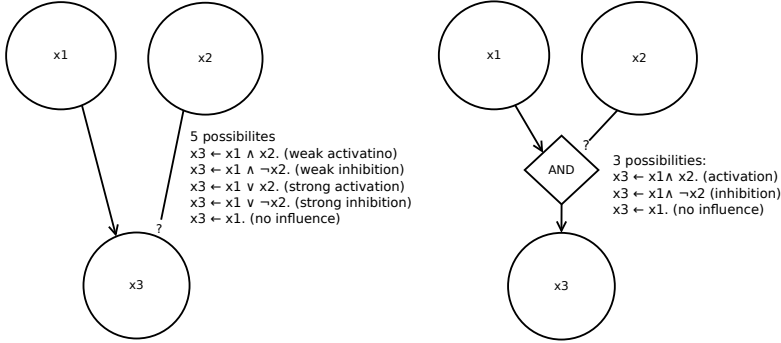 x1
x2
5 possibilites
x3 ← x1 ∧ x2. (weak activatino)
x3 ← x1 ∧ ¬x2. (weak inhibition)
x3 ← x1 ∨ x2. (strong activation)
x3 ← x1 ∨ ¬x2. (strong inhibition)
x3 ← x1. (no influence)
?
x3
x1
x2
?
AND
3 possibilities:
x3 ← x1∧ x2. (activation)
x3 ← x1∧ ¬x2 (inhibition)
x3 ← x1. (no influence)
x3